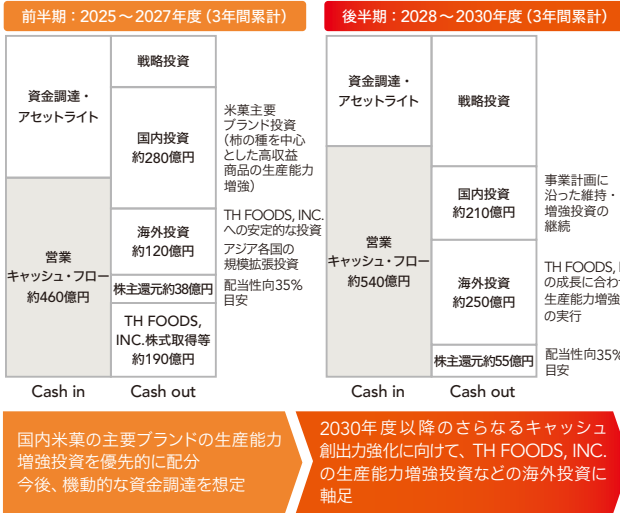 前半期：2025～2027年度（3年間累計）
資金調達・
アセットライト
営業
キャッシュ・フロー
約460億円
戦略投資
国内投資
約280億円
海外投資
約120億円
株主還元約38億円
TH FOODS,
INC.株式取得等
約190億円
米菓主要
ブランド投資
（柿の種を中心
とした高収益
商品の生産能力
増強）
TH FOODS, INC.
への安定的な投資
アジア各国の
規模拡張投資
配当性向35%
目安
Cash in
Cash out
後半期：2028～2030年度（3年間累計）
資金調達・
アセットライト
営業
キャッシュ・フロー
約540億円
戦略投資
国内投資
約210億円
海外投資
約250億円
株主還元約55億円
事業計画に
沿った維持・
増強投資の
継続
TH FOODS,
の成長に合わ
生産能力増強
の実行
配当性向35%
目安
Cash in
Cash out
国内米菓の主要ブランドの生産能力
増強投資を優先的に配分
今後、機動的な資金調達を想定
2030年度以降のさらなるキャッシュ
創出力強化に向けて、TH FOODS, INC.
の生産能力増強投資などの海外投資に
軸足